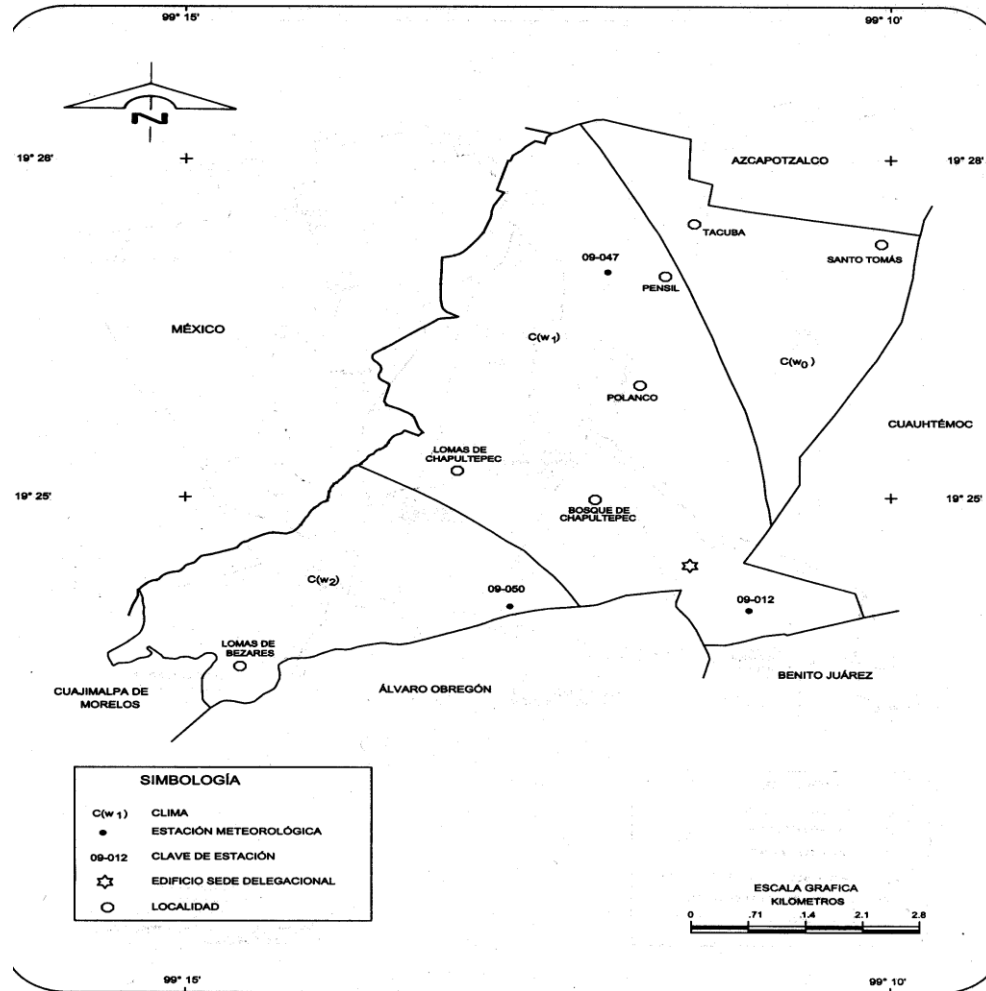 99° 15'
99° 10'
N
19° 28'
19° 28'
AZCAPOTZALCO
TACUBA
SANTO TOMÁS
09-047
PENSIL
MÉXICO
C(w1)
C(w0)
POLANCO
CUAUHTÉMOC
LOMAS DE
CHAPULTEPEC
19° 25'
19° 25'
BOSQUE DE
CHAPULTEPEC
C(w2)
09-050
09-012
LOMAS DE
BEZARES
BENITO JUÁREZ
CUAJIMALPA DE
MORELOS
ÁLVARO OBREGÓN
SIMBOLOGÍA
C(w1) CLIMA
ESTACIÓN METEOROLÓGICA
09-012 CLAVE DE ESTACIÓN
EDIFICIO SEDE DELEGACIONAL
LOCALIDAD
ESCALA GRAFICA
KILOMETROS
0 .71 1.4 2.1 2.8
99° 15'
99° 10'